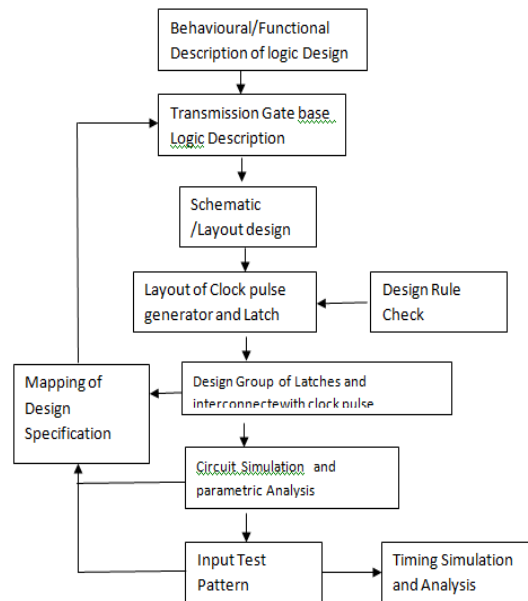 Behavioural/Functional
Description of logic Design
Transmission Gate base
Logic Description
Schematic
/Layout design
Layout of Clock pulse
generator and Latch
Design Rule
Check
Mapping of
Design
Specification
Design Group of Latches and
interconnectewith clock pulse
Circuit Simulation and
parametric Analysis
Input Test
Pattern
Timing Simulation
and Analysis